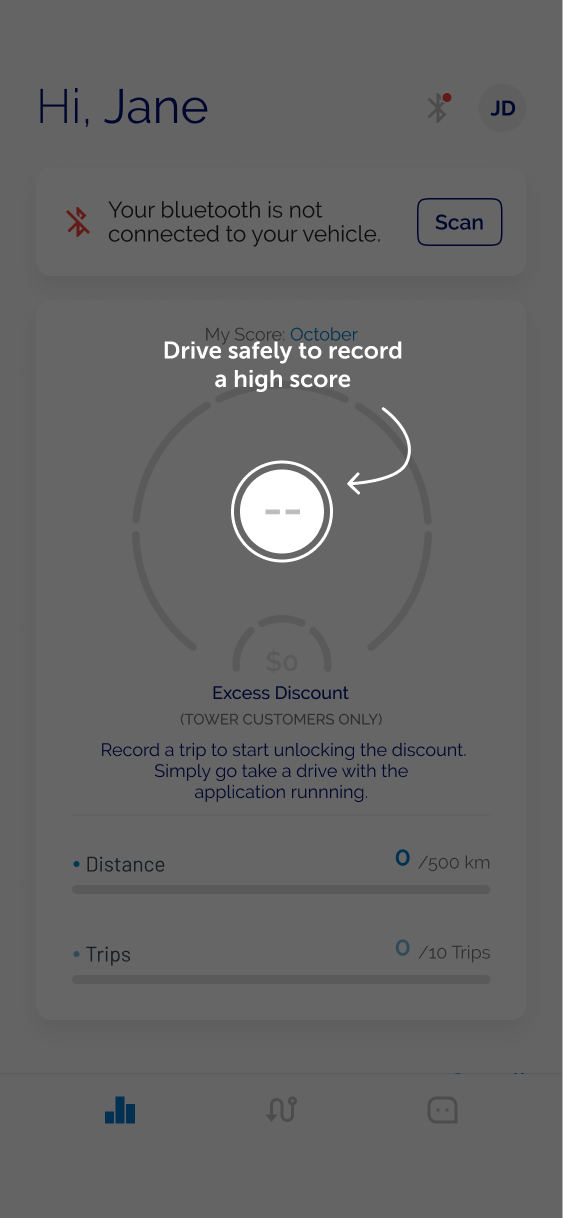 Hi, Jane
JD
Your bluetooth is not
connected to your vehicle.
Scan
My Score: October
Drive safely to record
a high score
--
$0
Excess Discount
(TOWER CUSTOMERS ONLY)
Record a trip to start unlocking the discount.
Simply go take a drive with the
application runnning.
• Distance
0 /500 km
• Trips
0 /10 Trips